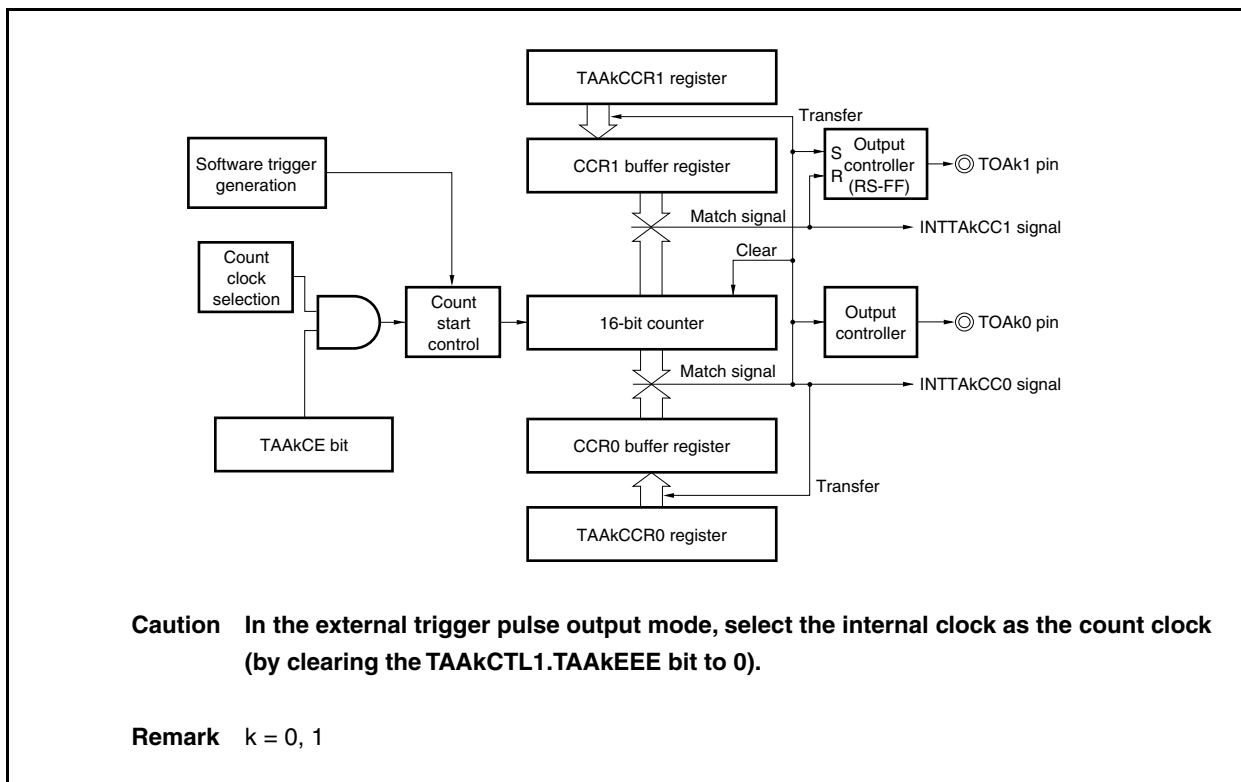 TAAkCCR1 register
Transfer
Software trigger
generation
CCR1 buffer register
S
R
Output
controller
(RS-FF)
TOAk1 pin
Match signal
INTTAkCC1 signal
Count
clock
selection
Clear
Count
start
control
16-bit counter
Output
controller
TOAk0 pin
Match signal
INTTAkCC0 signal
TAAkCE bit
CCR0 buffer register
Transfer
TAAkCCR0 register
Caution In the external trigger pulse output mode, select the internal clock as the count clock
(by clearing the TAAkCTL1.TAAkEEE bit to 0).
Remark k = 0, 1